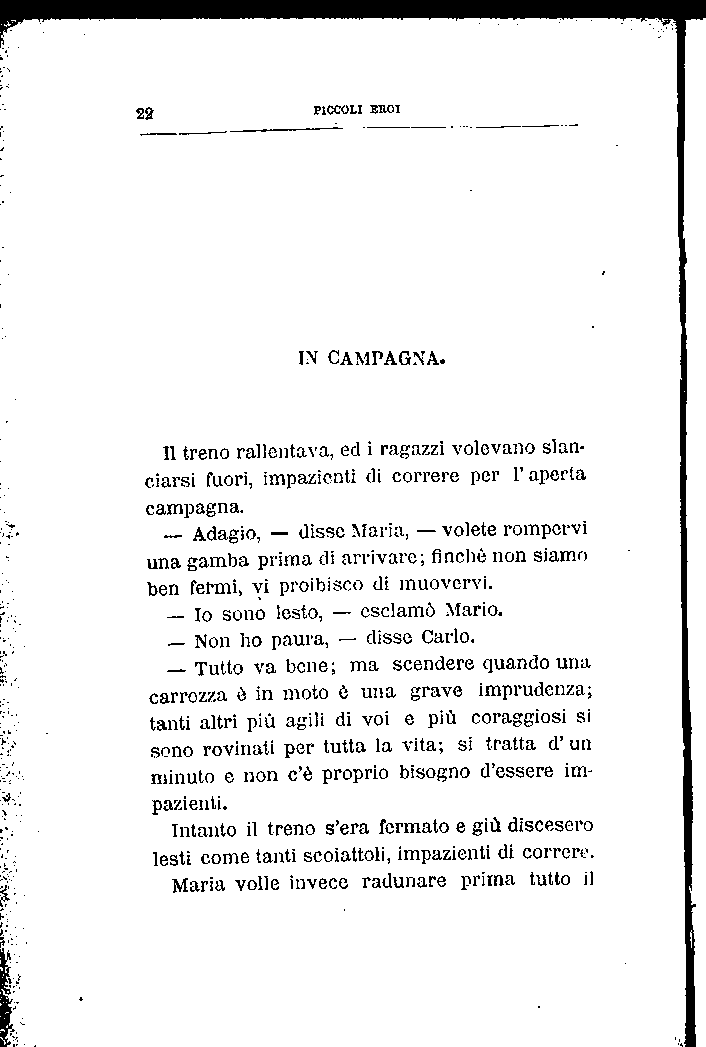 22 PICCOLI EROI
IN CAMPAGNA.
Il treno rallentava, ed i ragazzi volevano slan-
ciarsi fuori, impazienti di correre per l'aperta
campagna.
— Adagio, — disse Maria, — volete rompervi
una gamba prima di arrivare; finchè non siamo
ben fermi, vi proibisco di muovervi.
— Io sono lesto, — esclamò Mario.
— Non ho paura, — disse Carlo.
— Tutto va bene; ma scendere quando una
carrozza è in moto è una grave imprudenza;
tanti altri più agili di voi e più coraggiosi si
sono rovinati per tutta la vita; si tratta d'un
minuto e non c'è proprio bisogno d'essere im-
pazienti.
Intanto il treno s'era fermato e giù discesero
lesti come tanti scoiattoli, impazienti di correre.
Maria volle invece radunare prima tutto il